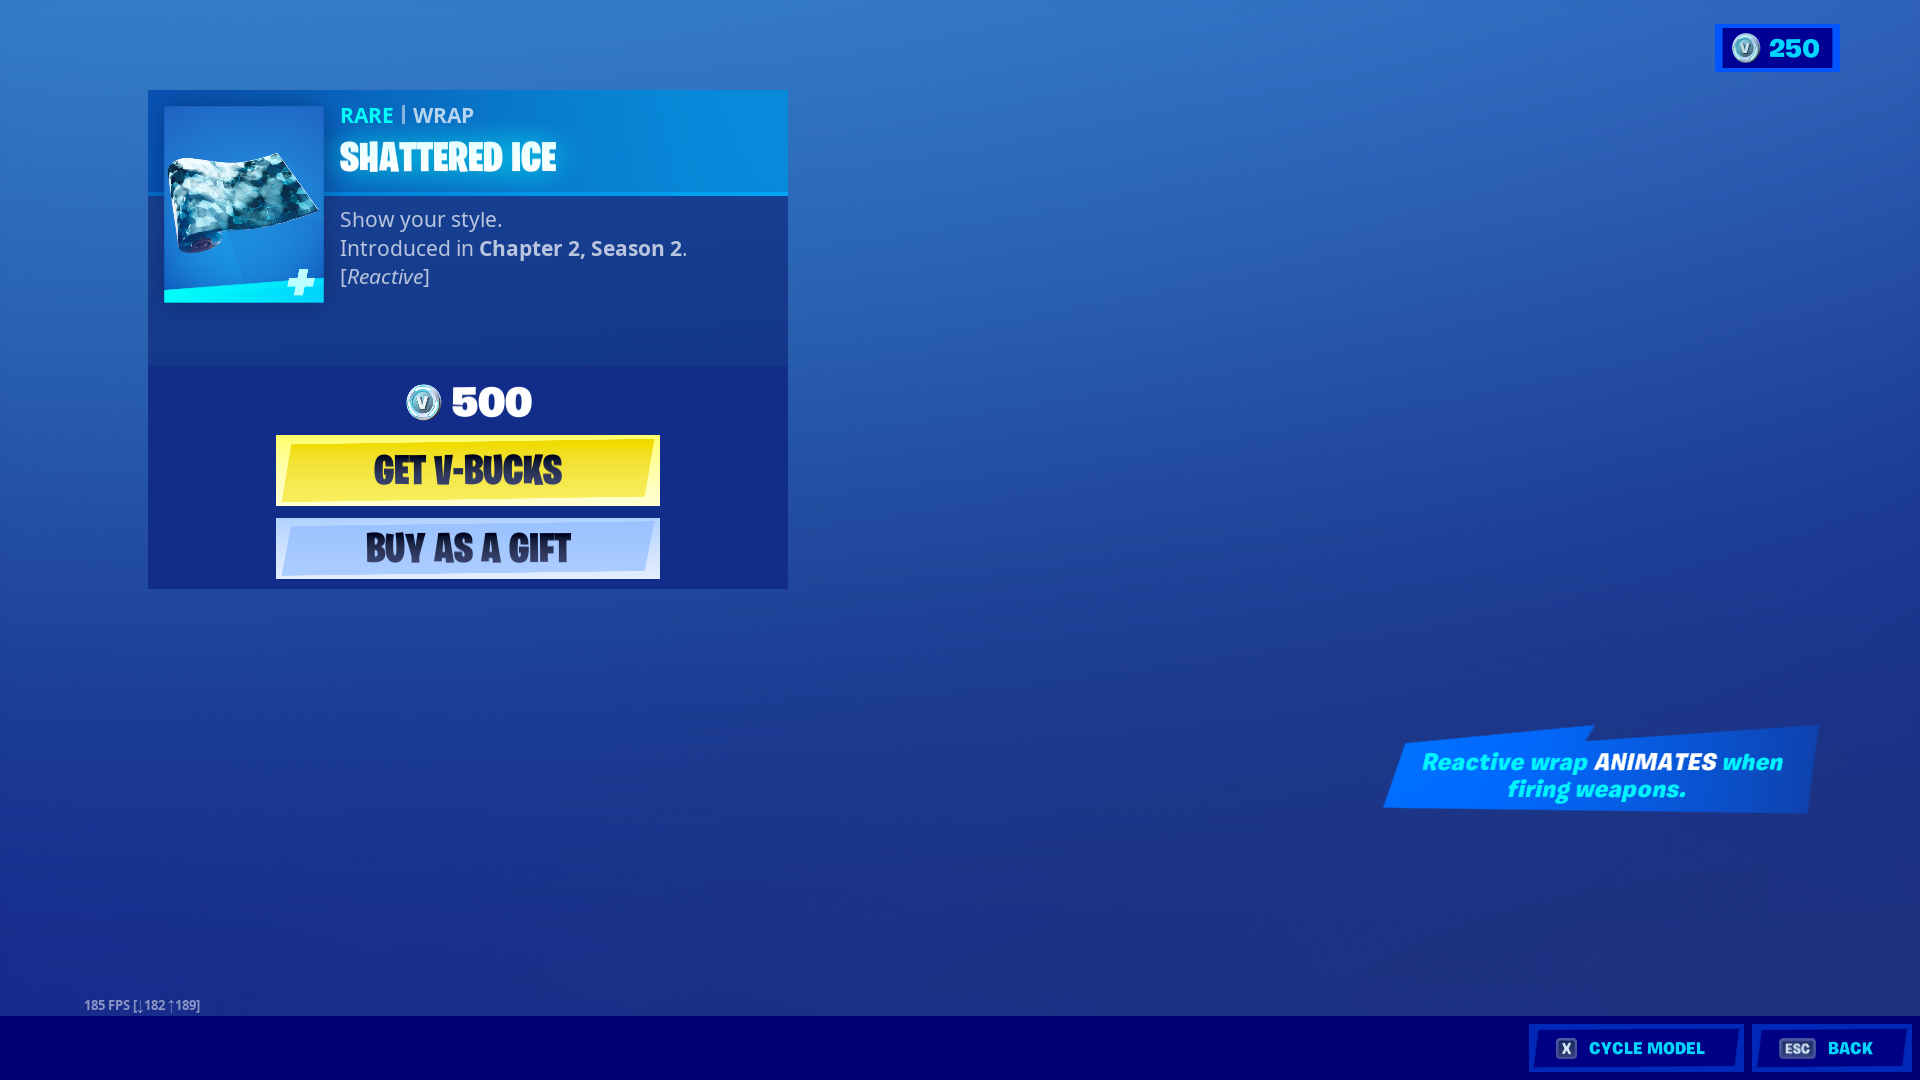 250
RARE | WRAP
SHATTERED ICE
Show your style.
Introduced in Chapter 2, Season 2.
[Reactive]
V 500
GET V-BUCKS
BUY AS A GIFT
Reactive wrap ANIMATES when
firing weapons.
185 FPS [↓182 ↑189]
X CYCLE MODEL
ESC BACK